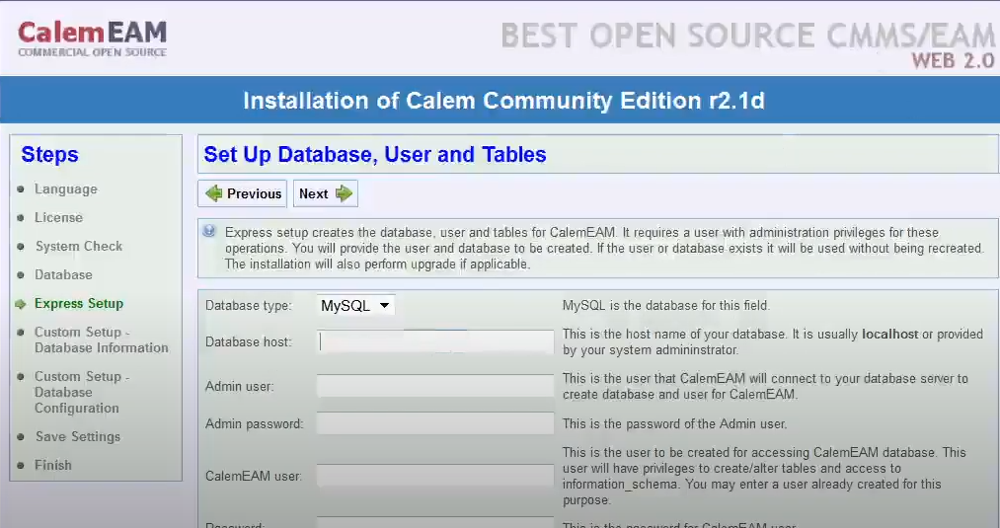 CalemEAM
COMMERCIAL OPEN SOURCE
BEST OPEN SOURCE CMMS/EAM
WEB 2.0
Installation of Calem Community Edition r2.1d
Steps
Language
License
System Check
Database
Express Setup
Custom Setup -
Database Information
Custom Setup -
Database
Configuration
Save Settings
Finish
Set Up Database, User and Tables
Previous
Next
Express setup creates the database, user and tables for CalemEAM. It requires a user with administration privileges for these
operations. You will provide the user and database to be created. If the user or database exists it will be used without being recreated.
The installation will also perform upgrade if applicable.
Database type:
MySQL
MySQL is the database for this field.
Database host:
This is the host name of your database. It is usually localhost or provided
by your system admininstrator.
Admin user:
This is the user that CalemEAM will connect to your database server to
create database and user for CalemEAM.
Admin password:
This is the password of the Admin user.
CalemEAM user:
This is the user to be created for accessing CalemEAM database. This
user will have privileges to create/alter tables and access to
information_schema. You may enter a user already created for this
purpose.
Password:
This is the password for CalemEAM user.